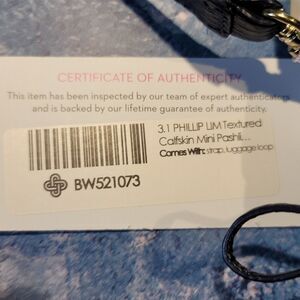 CERTIFICATE OF AUTHENTICITY
This item has been inspected by our team of expert authenticators
and is backed by our lifetime guarantee of authenticity.
3.1 PHILLIP LIM Textured
Calfskin Mini Pashli...
Comes With: strap, luggage loop
BW521073